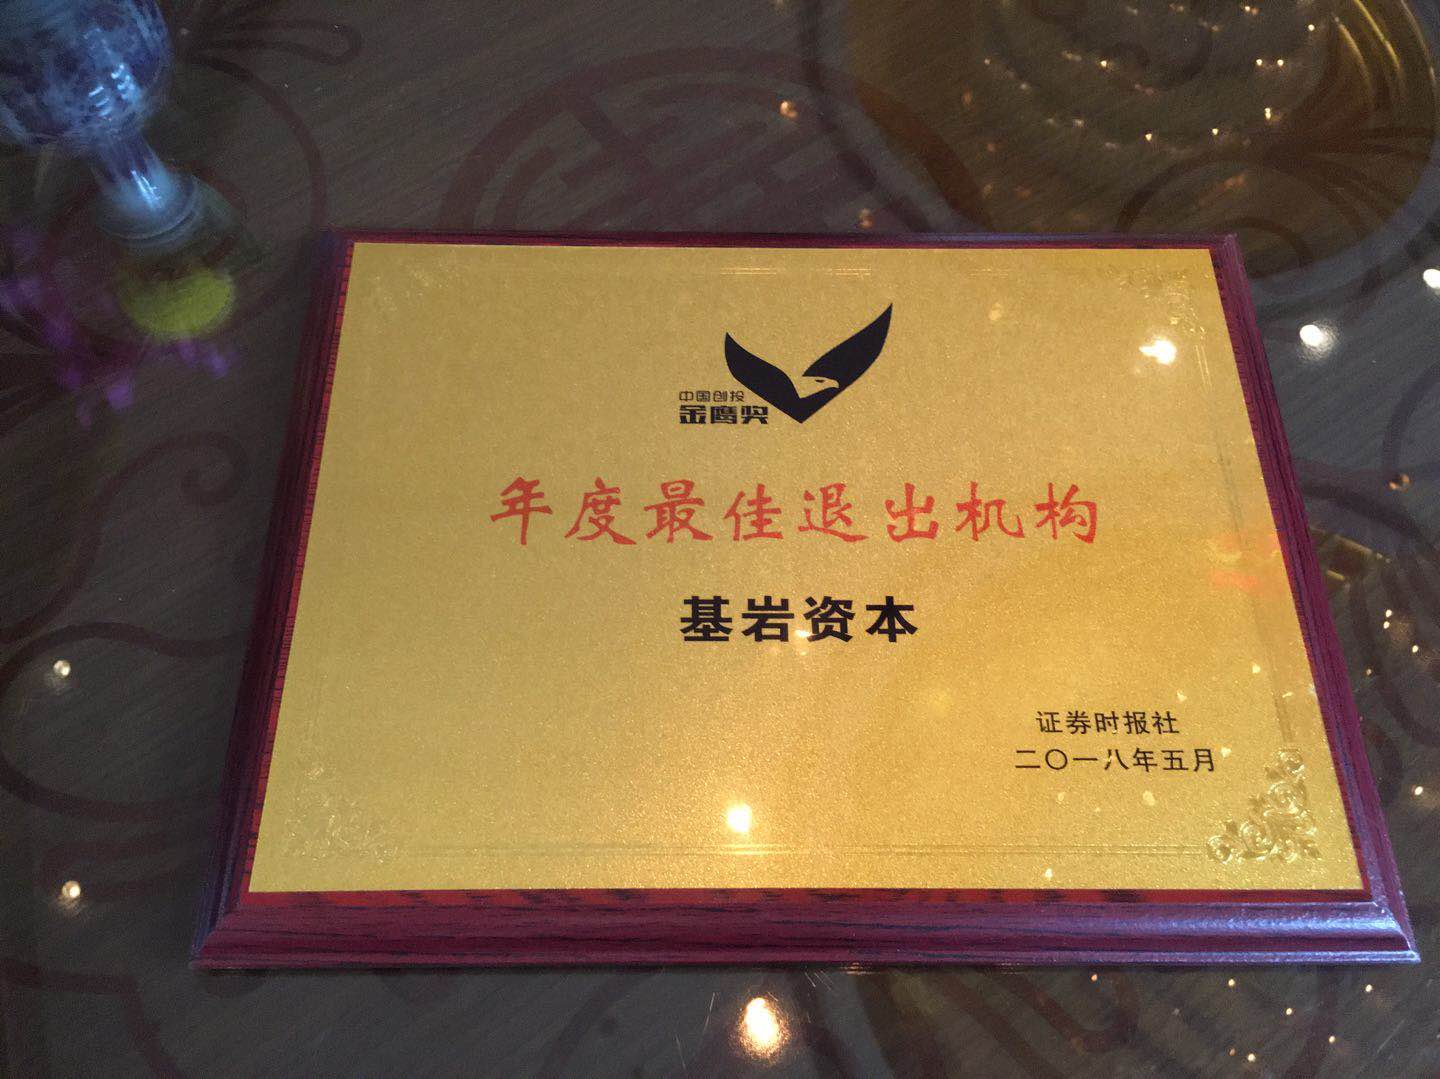 中国创投
金鹰奖
年度最佳退出机构
基岩资本
证券时报社
二〇一八年五月